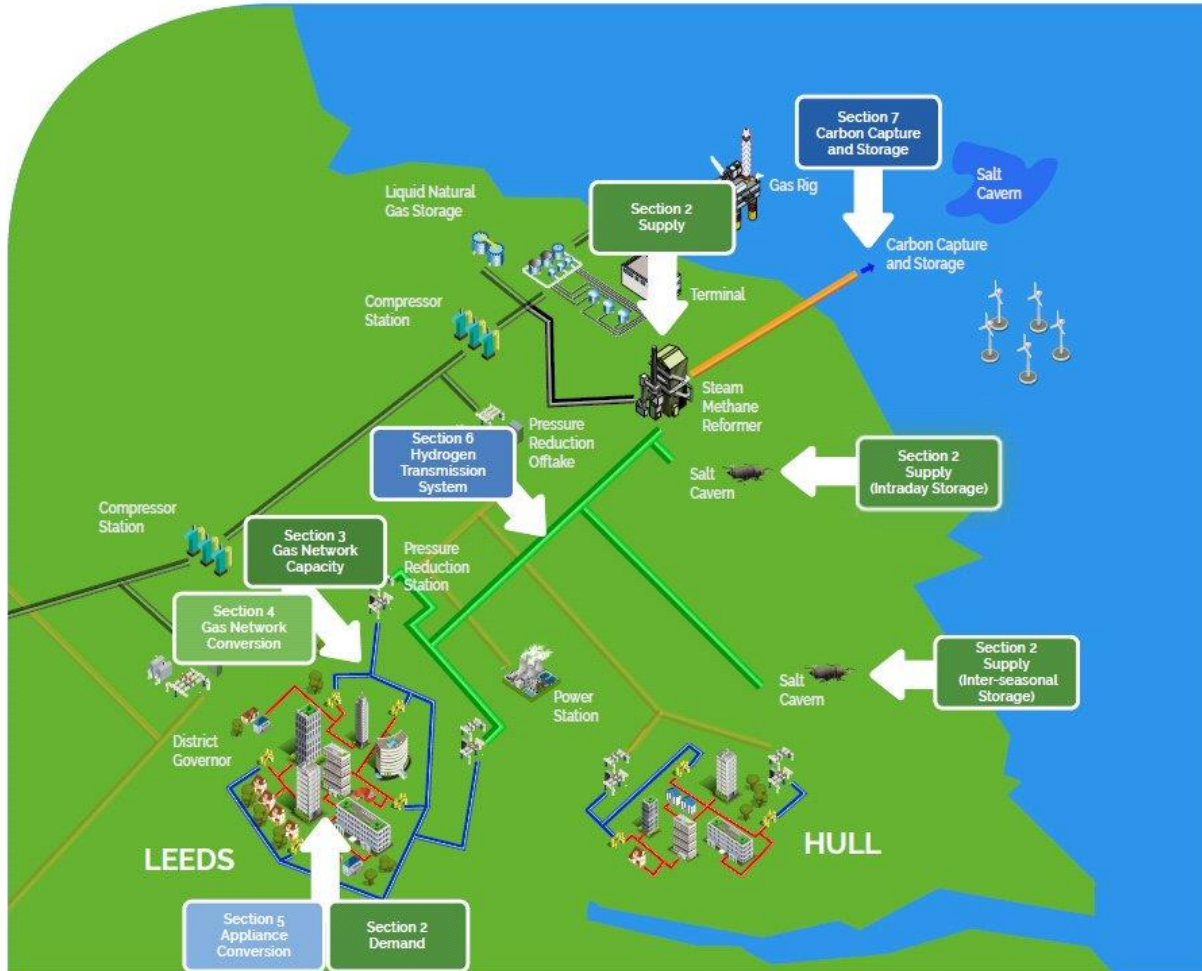 Section 7
Carbon Capture
and Storage
Salt
Cavern
Gas Rig
Liquid Natural
Gas Storage
Section 2
Supply
Carbon Capture
and Storage
Terminal
Compressor
Station
Steam
Methane
Reformer
Pressure
Reduction
Offtake
Section 6
Hydrogen
Transmission
System
Salt
Cavern
Section 2
Supply
(Intraday Storage)
Compressor
Station
Section 3
Gas Network
Capacity
Pressure
Reduction
Station
Section 4
Gas Network
Conversion
Salt
Cavern
Section 2
Supply
(Inter-seasonal
Storage)
Power
Station
District
Governor
LEEDS
HULL
Section 5
Appliance
Conversion
Section 2
Demand